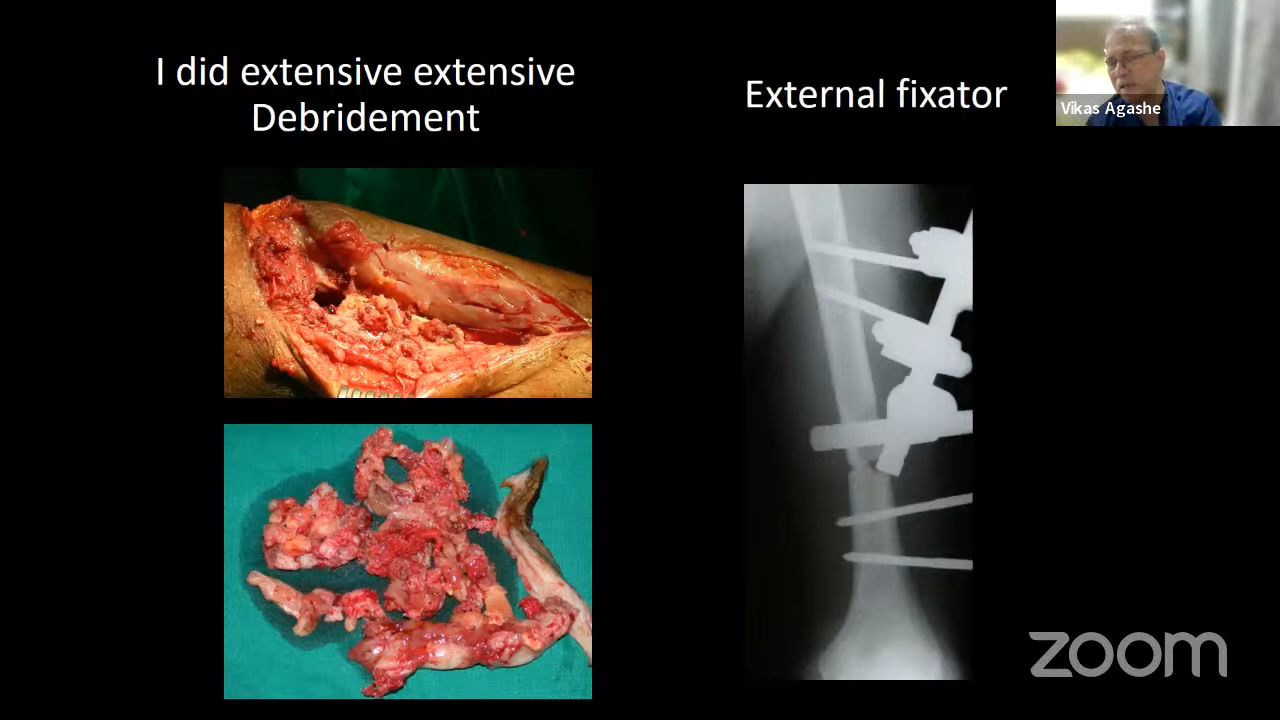 I did extensive extensive
Debridement
External fixator
Vikas Agashe
zoom